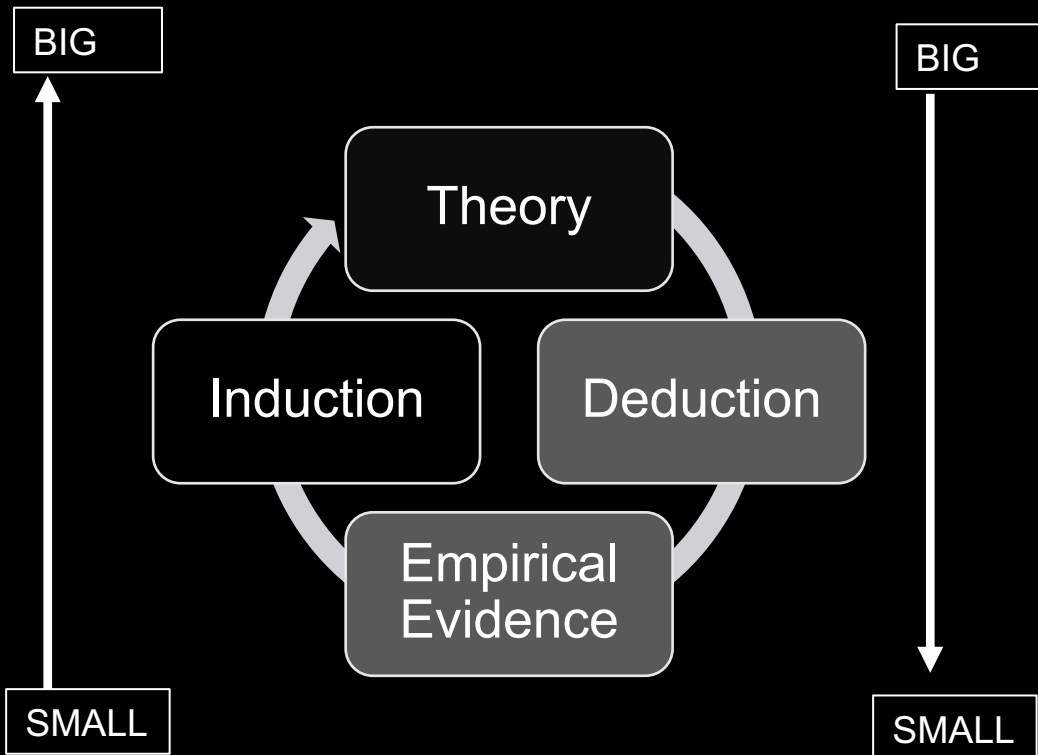 BIG
BIG
Theory
Induction
Deduction
Empirical
Evidence
SMALL
SMALL